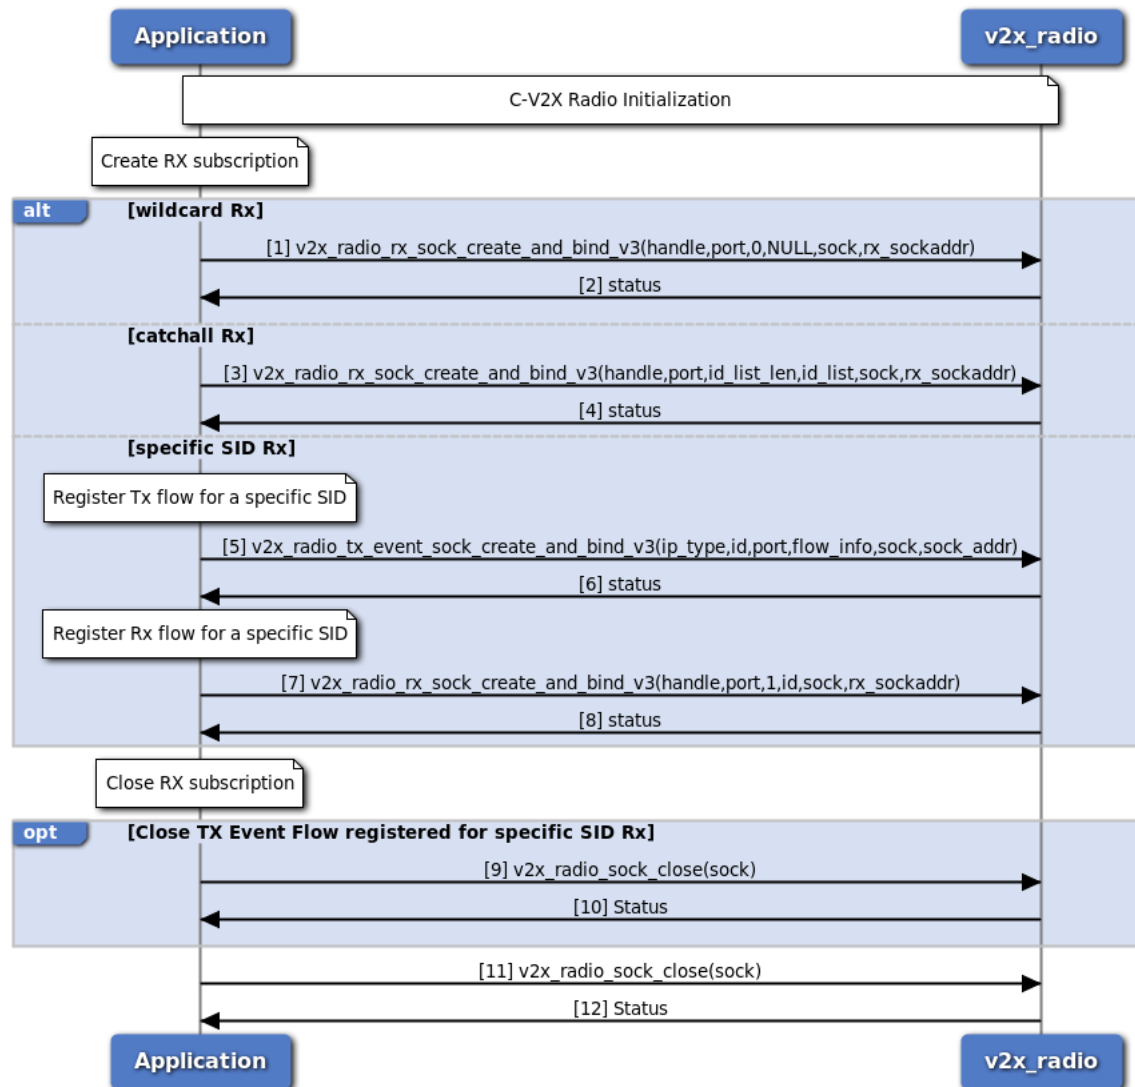 Application
v2x_radio
C-V2X Radio Initialization
Create RX subscription
alt
[wildcard Rx]
[1] v2x_radio_rx_sock_create_and_bind_v3(handle,port,0,NULL,sock,rx_sockaddr)
[2] status
[catchall Rx]
[3] v2x_radio_rx_sock_create_and_bind_v3(handle,port,id_list_len,id_list,sock,rx_sockaddr)
[4] status
[specific SID Rx]
Register Tx flow for a specific SID
[5] v2x_radio_tx_event_sock_create_and_bind_v3(ip_type,id,port,flow_info,sock,sock_addr)
[6] status
Register Rx flow for a specific SID
[7] v2x_radio_rx_sock_create_and_bind_v3(handle,port,1,id,sock,rx_sockaddr)
[8] status
Close RX subscription
opt
[Close TX Event Flow registered for specific SID Rx]
[9] v2x_radio_sock_close(sock)
[10] Status
[11] v2x_radio_sock_close(sock)
[12] Status
Application
v2x_radio